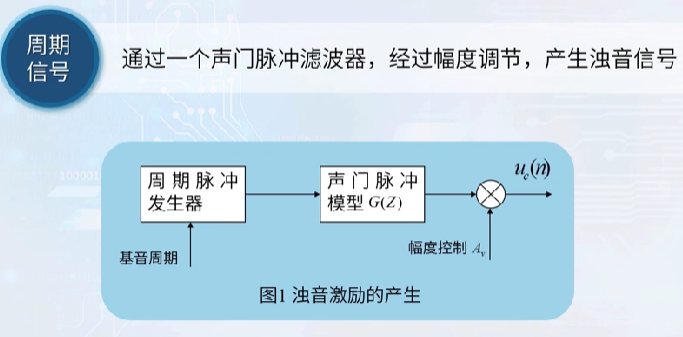 周期
信号
通过一个声门脉冲滤波器，经过幅度调节，产生浊音信号
周期脉冲
发生器
声门脉冲
模型 G(Z)
u_c(n)
基音周期
幅度控制 A_v
图1 浊音激励的产生